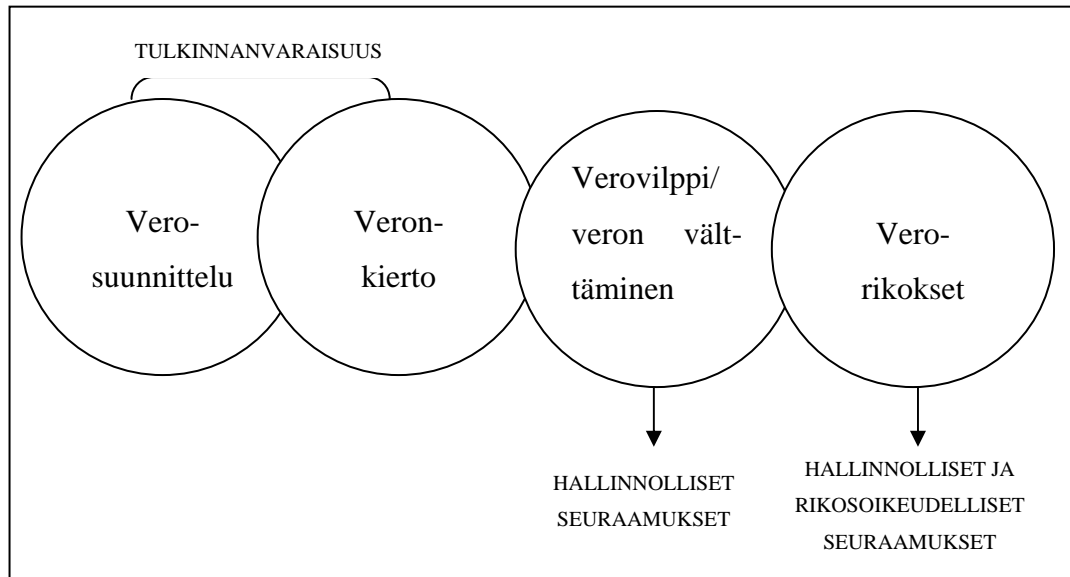 TULKINNANVARAISUUS
Vero-
suunnittelu
Veron-
kierto
Verovilppi/
veron vält-
täminen
Vero-
rikokset
HALLINNOLLISET
SEURAAMUKSET
HALLINNOLLISET JA
RIKOSOIKEUDELLISET
SEURAAMUKSET